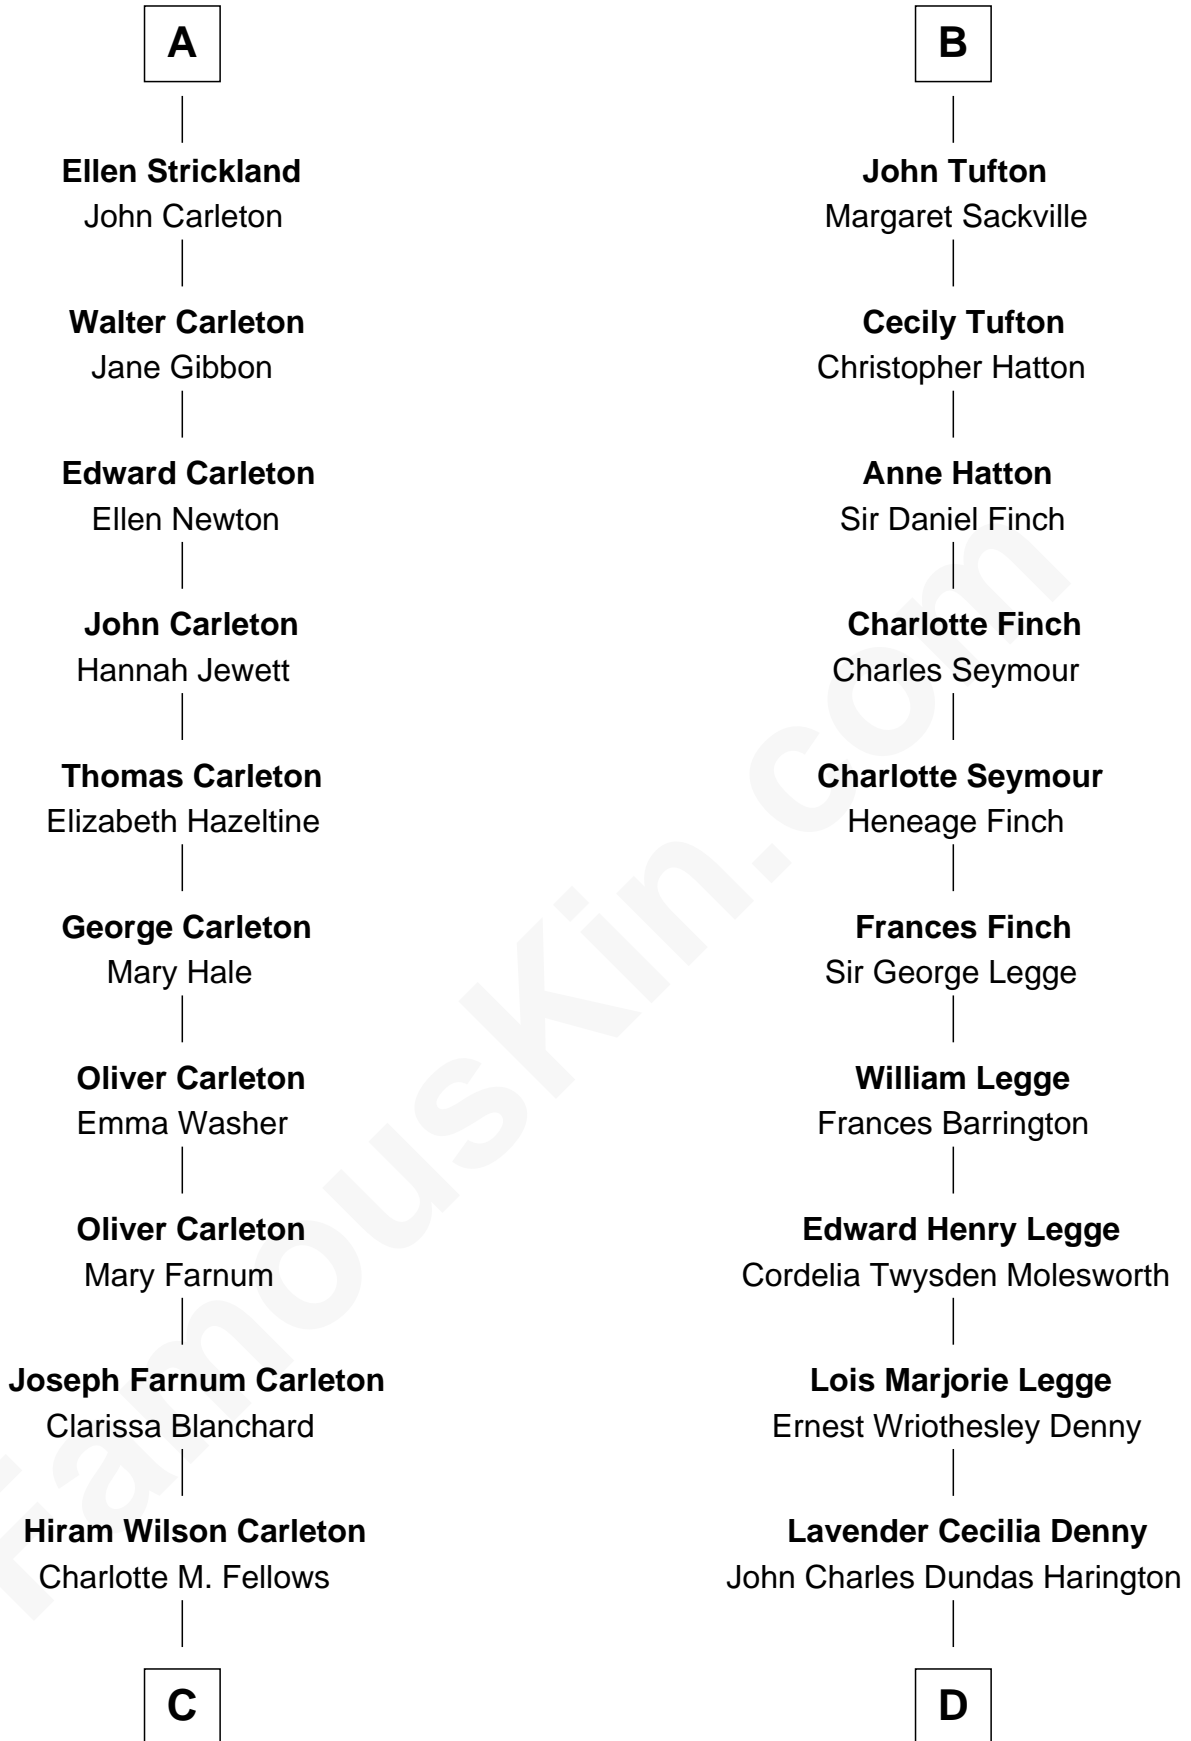 A
Ellen Strickland
John Carleton
Walter Carleton
Jane Gibbon
Edward Carleton
Ellen Newton
John Carleton
Hannah Jewett
Thomas Carleton
Elizabeth Hazeltine
George Carleton
Mary Hale
Oliver Carleton
Emma Washer
Oliver Carleton
Mary Farnum
Joseph Farnum Carleton
Clarissa Blanchard
Hiram Wilson Carleton
Charlotte M. Fellows
C
B
John Tufton
Margaret Sackville
Cecily Tufton
Christopher Hatton
Anne Hatton
Sir Daniel Finch
Charlotte Finch
Charles Seymour
Charlotte Seymour
Heneage Finch
Frances Finch
Sir George Legge
William Legge
Frances Barrington
Edward Henry Legge
Cordelia Twysden Molesworth
Lois Marjorie Legge
Ernest Wriothesley Denny
Lavender Cecilia Denny
John Charles Dundas Harington
D
FamousKin.com